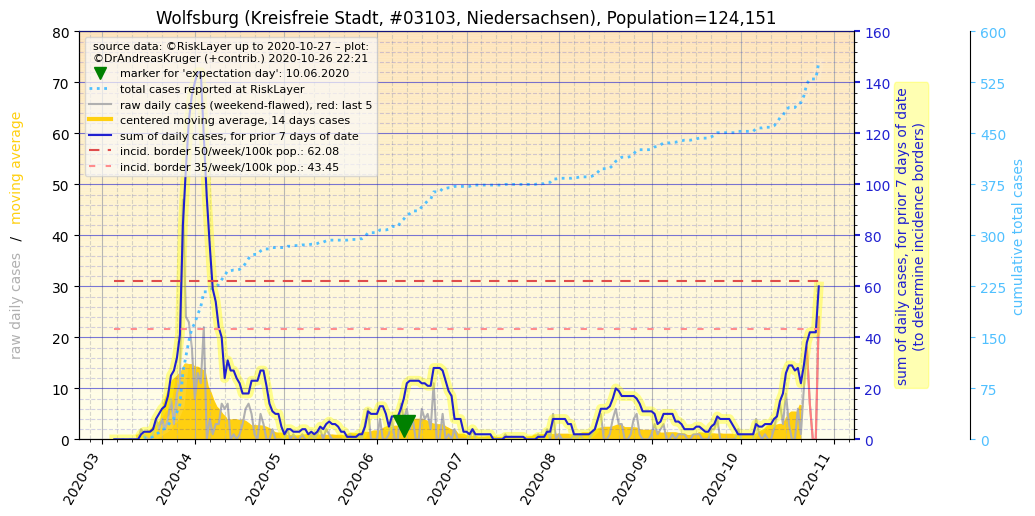 Wolfsburg (Kreisfreie Stadt, #03103, Niedersachsen), Population=124,151
source data: ©RiskLayer up to 2020-10-27 – plot:
©DrAndreasKruger (+contrib.) 2020-10-26 22:21
marker for 'expectation day': 10.06.2020
total cases reported at RiskLayer
raw daily cases (weekend-flawed), red: last 5
centered moving average, 14 days cases
sum of daily cases, for prior 7 days of date
incid. border 50/week/100k pop.: 62.08
incid. border 35/week/100k pop.: 43.45
raw daily cases / moving average
80
70
60
50
40
30
20
10
0
160
140
120
100
80
60
40
20
0
sum of daily cases, for prior 7 days of date
(to determine incidence borders)
600
525
450
375
300
225
150
75
0
cumulative total cases
2020-03
2020-04
2020-05
2020-06
2020-07
2020-08
2020-09
2020-10
2020-11